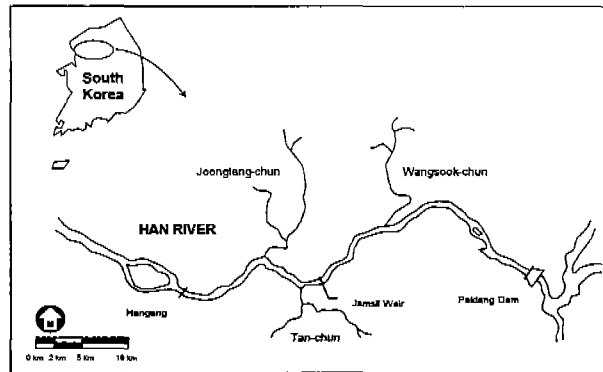 South
Korea
Joonglang-chun
Wangsook-chun
HAN RIVER
Hangang
Jamsil Weir
Paldang Dam
Tan-chun
N
0 km 2 km 5 km 10 km